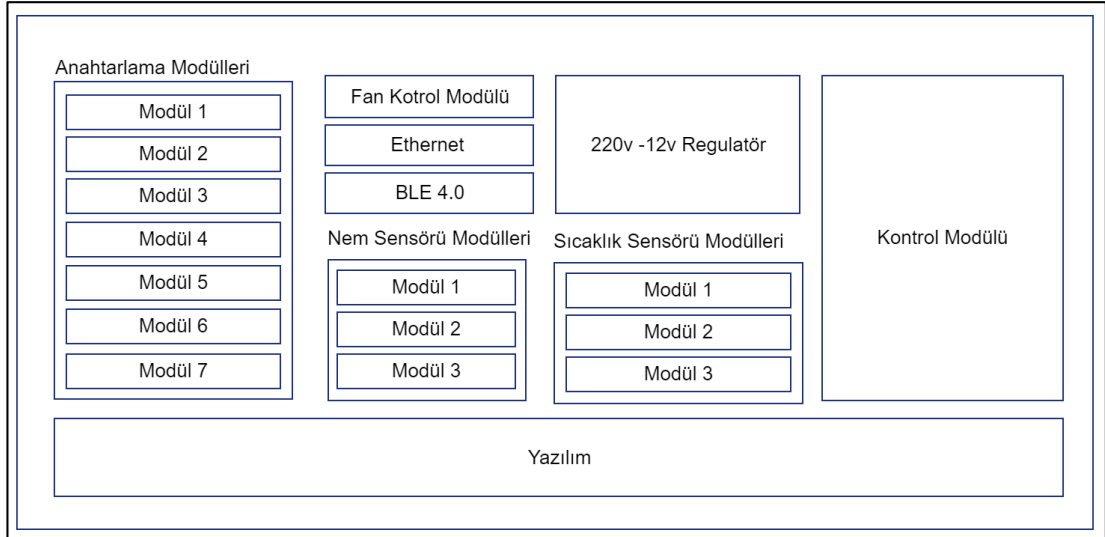 Anahtarlama Modülleri
Modül 1
Modül 2
Modül 3
Modül 4
Modül 5
Modül 6
Modül 7
Fan Kotrol Modülü
Ethernet
BLE 4.0
220v -12v Regulatör
Nem Sensörü Modülleri
Modül 1
Modül 2
Modül 3
Sıcaklık Sensörü Modülleri
Modül 1
Modül 2
Modül 3
Kontrol Modülü
Yazılım